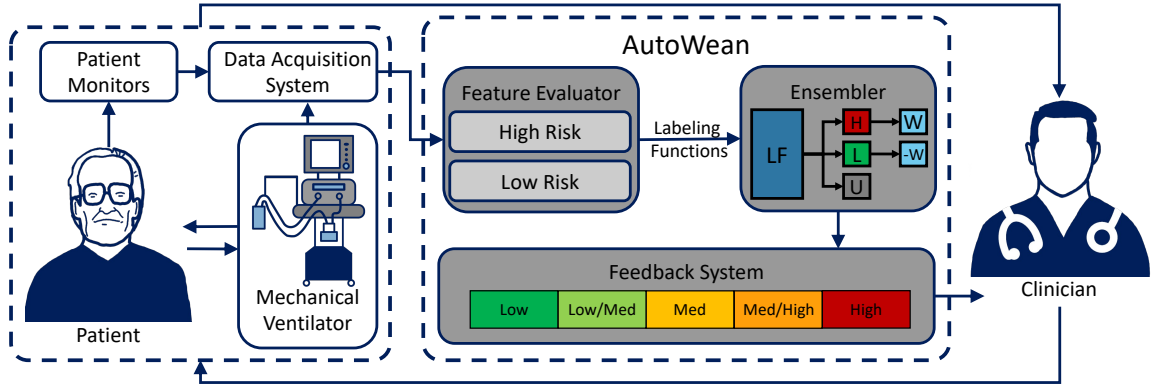 Patient
Monitors
Data Acquisition
System
Mechanical
Ventilator
Patient
AutoWean
Feature Evaluator
High Risk
Low Risk
Labeling
Functions
Ensembler
LF
H
W
L
-W
U
Feedback System
Low
Low/Med
Med
Med/High
High
Clinician